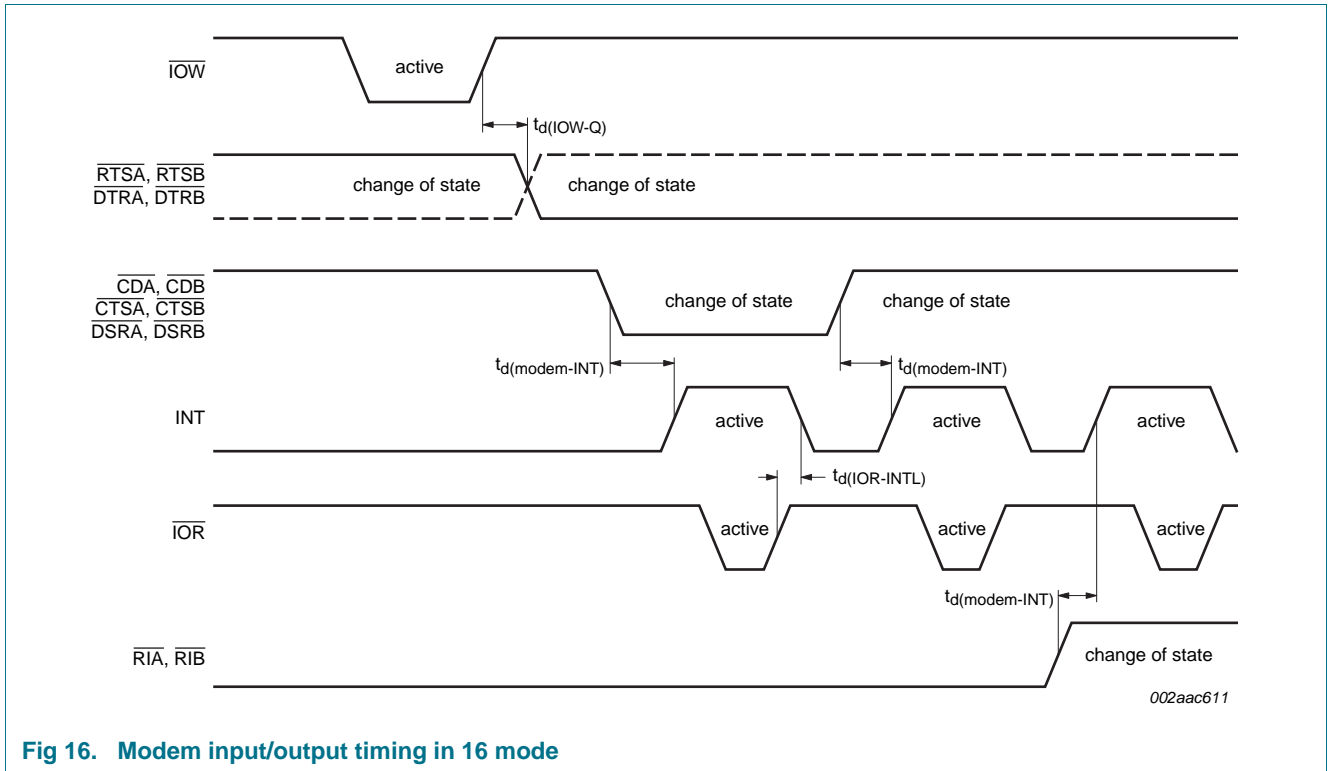 IOW
active
td(IOW-Q)
RTSA, RTSB
DTRA, DTRB
change of state
change of state
CDA, CDB
CTSA, CTSB
DSRA, DSRB
change of state
change of state
td(modem-INT)
td(modem-INT)
INT
active
active
active
td(IOR-INTL)
IOR
active
active
active
td(modem-INT)
RIA, RIB
change of state
002aac611
Fig 16. Modem input/output timing in 16 mode